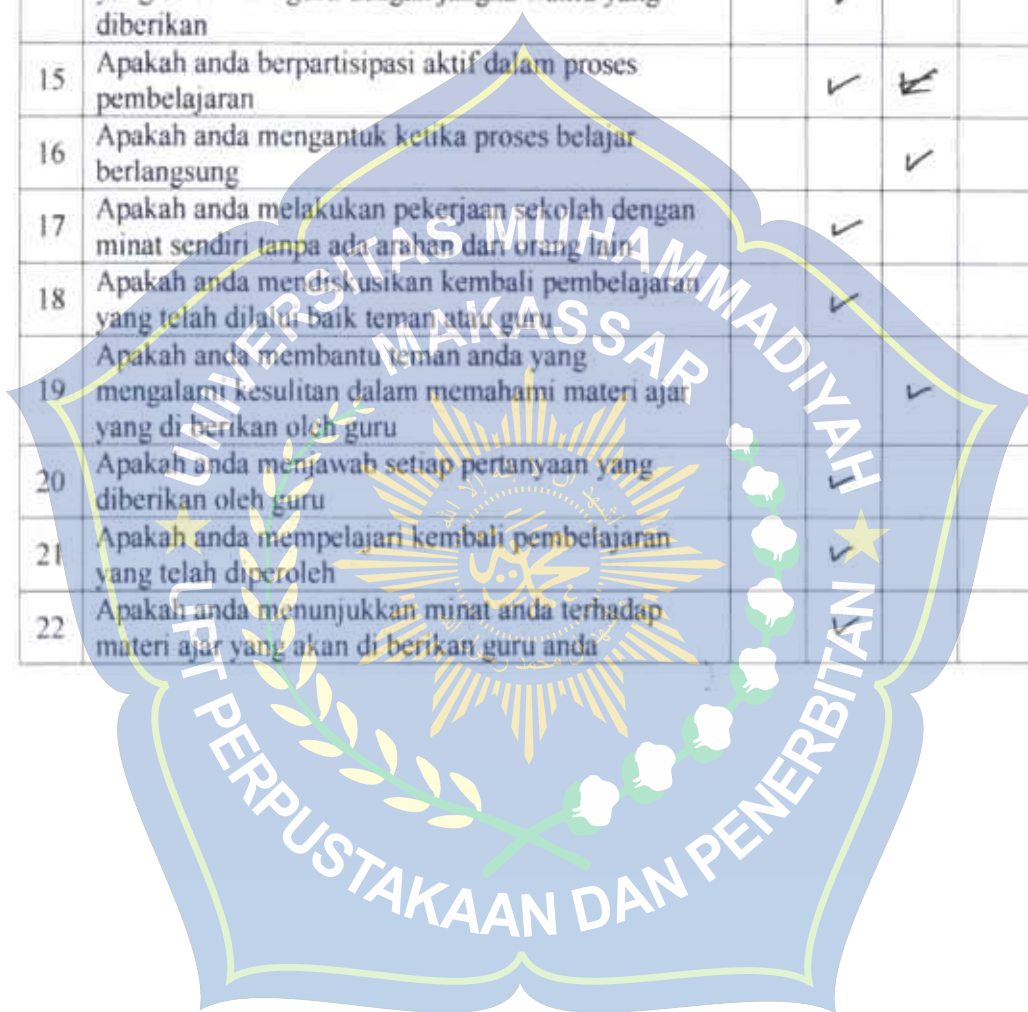 diberikan
15 Apakah anda berpartisipasi aktif dalam proses
pembelajaran
16 Apakah anda mengantuk ketika proses belajar
berlangsung
17 Apakah anda melakukan pekerjaan sekolah dengan
minat sendiri tanpa ada arahan dari orang lain
18 Apakah anda mendiskusikan kembali pembelajaran
yang telah dilalui baik teman atau guru
Apakah anda membantu teman anda yang
19 mengalami kesulitan dalam memahami materi ajar
yang di berikan oleh guru
20 Apakah anda menjawab setiap pertanyaan yang
diberikan oleh guru
21 Apakah anda mempelajari kembali pembelajaran
yang telah diperoleh
22 Apakah anda menunjukkan minat anda terhadap
materi ajar yang akan di berikan guru anda
UNIVERSITAS MUHAMMADIYAH
MAKASSAR
UPT PERPUSTAKAAN DAN PENERBITAN